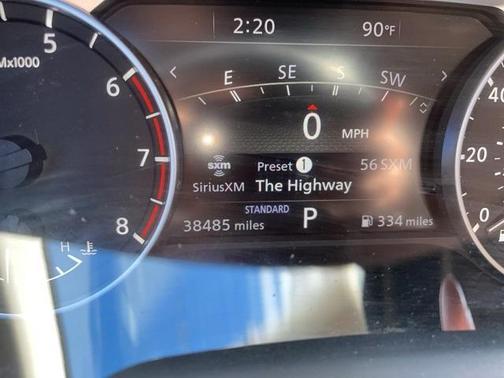 2:20 90°F
5
Mx1000
E SE S SW
6
40
0 MPH
7
20
sxm Preset 1 56 SXM
SiriusXM The Highway
STANDARD
8
38485 miles P 334 miles
0
H